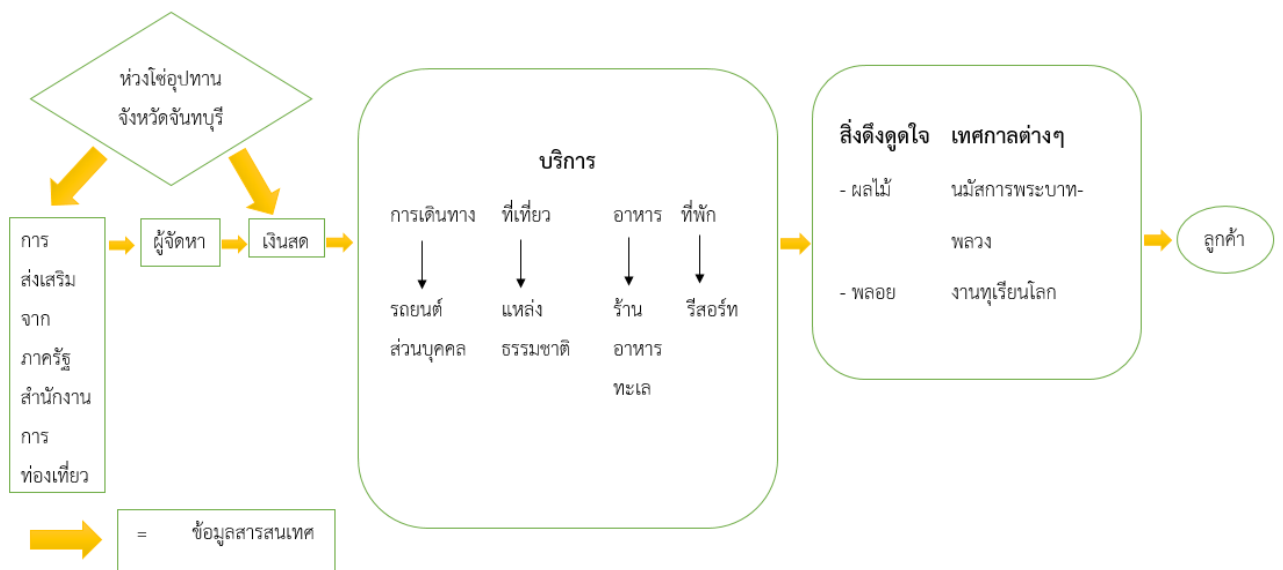 ห่วงโซ่อุปทาน
จังหวัดจันทบุรี
การ
ส่งเสริม
จาก
ภาครัฐ
สำนักงาน
การ
ท่องเที่ยว
ผู้จัดหา
เงินสด
บริการ
การเดินทาง ที่เที่ยว อาหาร ที่พัก
รถยนต์ แหล่ง ร้าน รีสอร์ท
ส่วนบุคคล ธรรมชาติ อาหาร
ทะเล
สิ่งดึงดูดใจ เทศกาลต่างๆ
- ผลไม้ นมัสการพระบาท-
พลวง
- พลอย งานทุเรียนโลก
ลูกค้า
= ข้อมูลสารสนเทศ